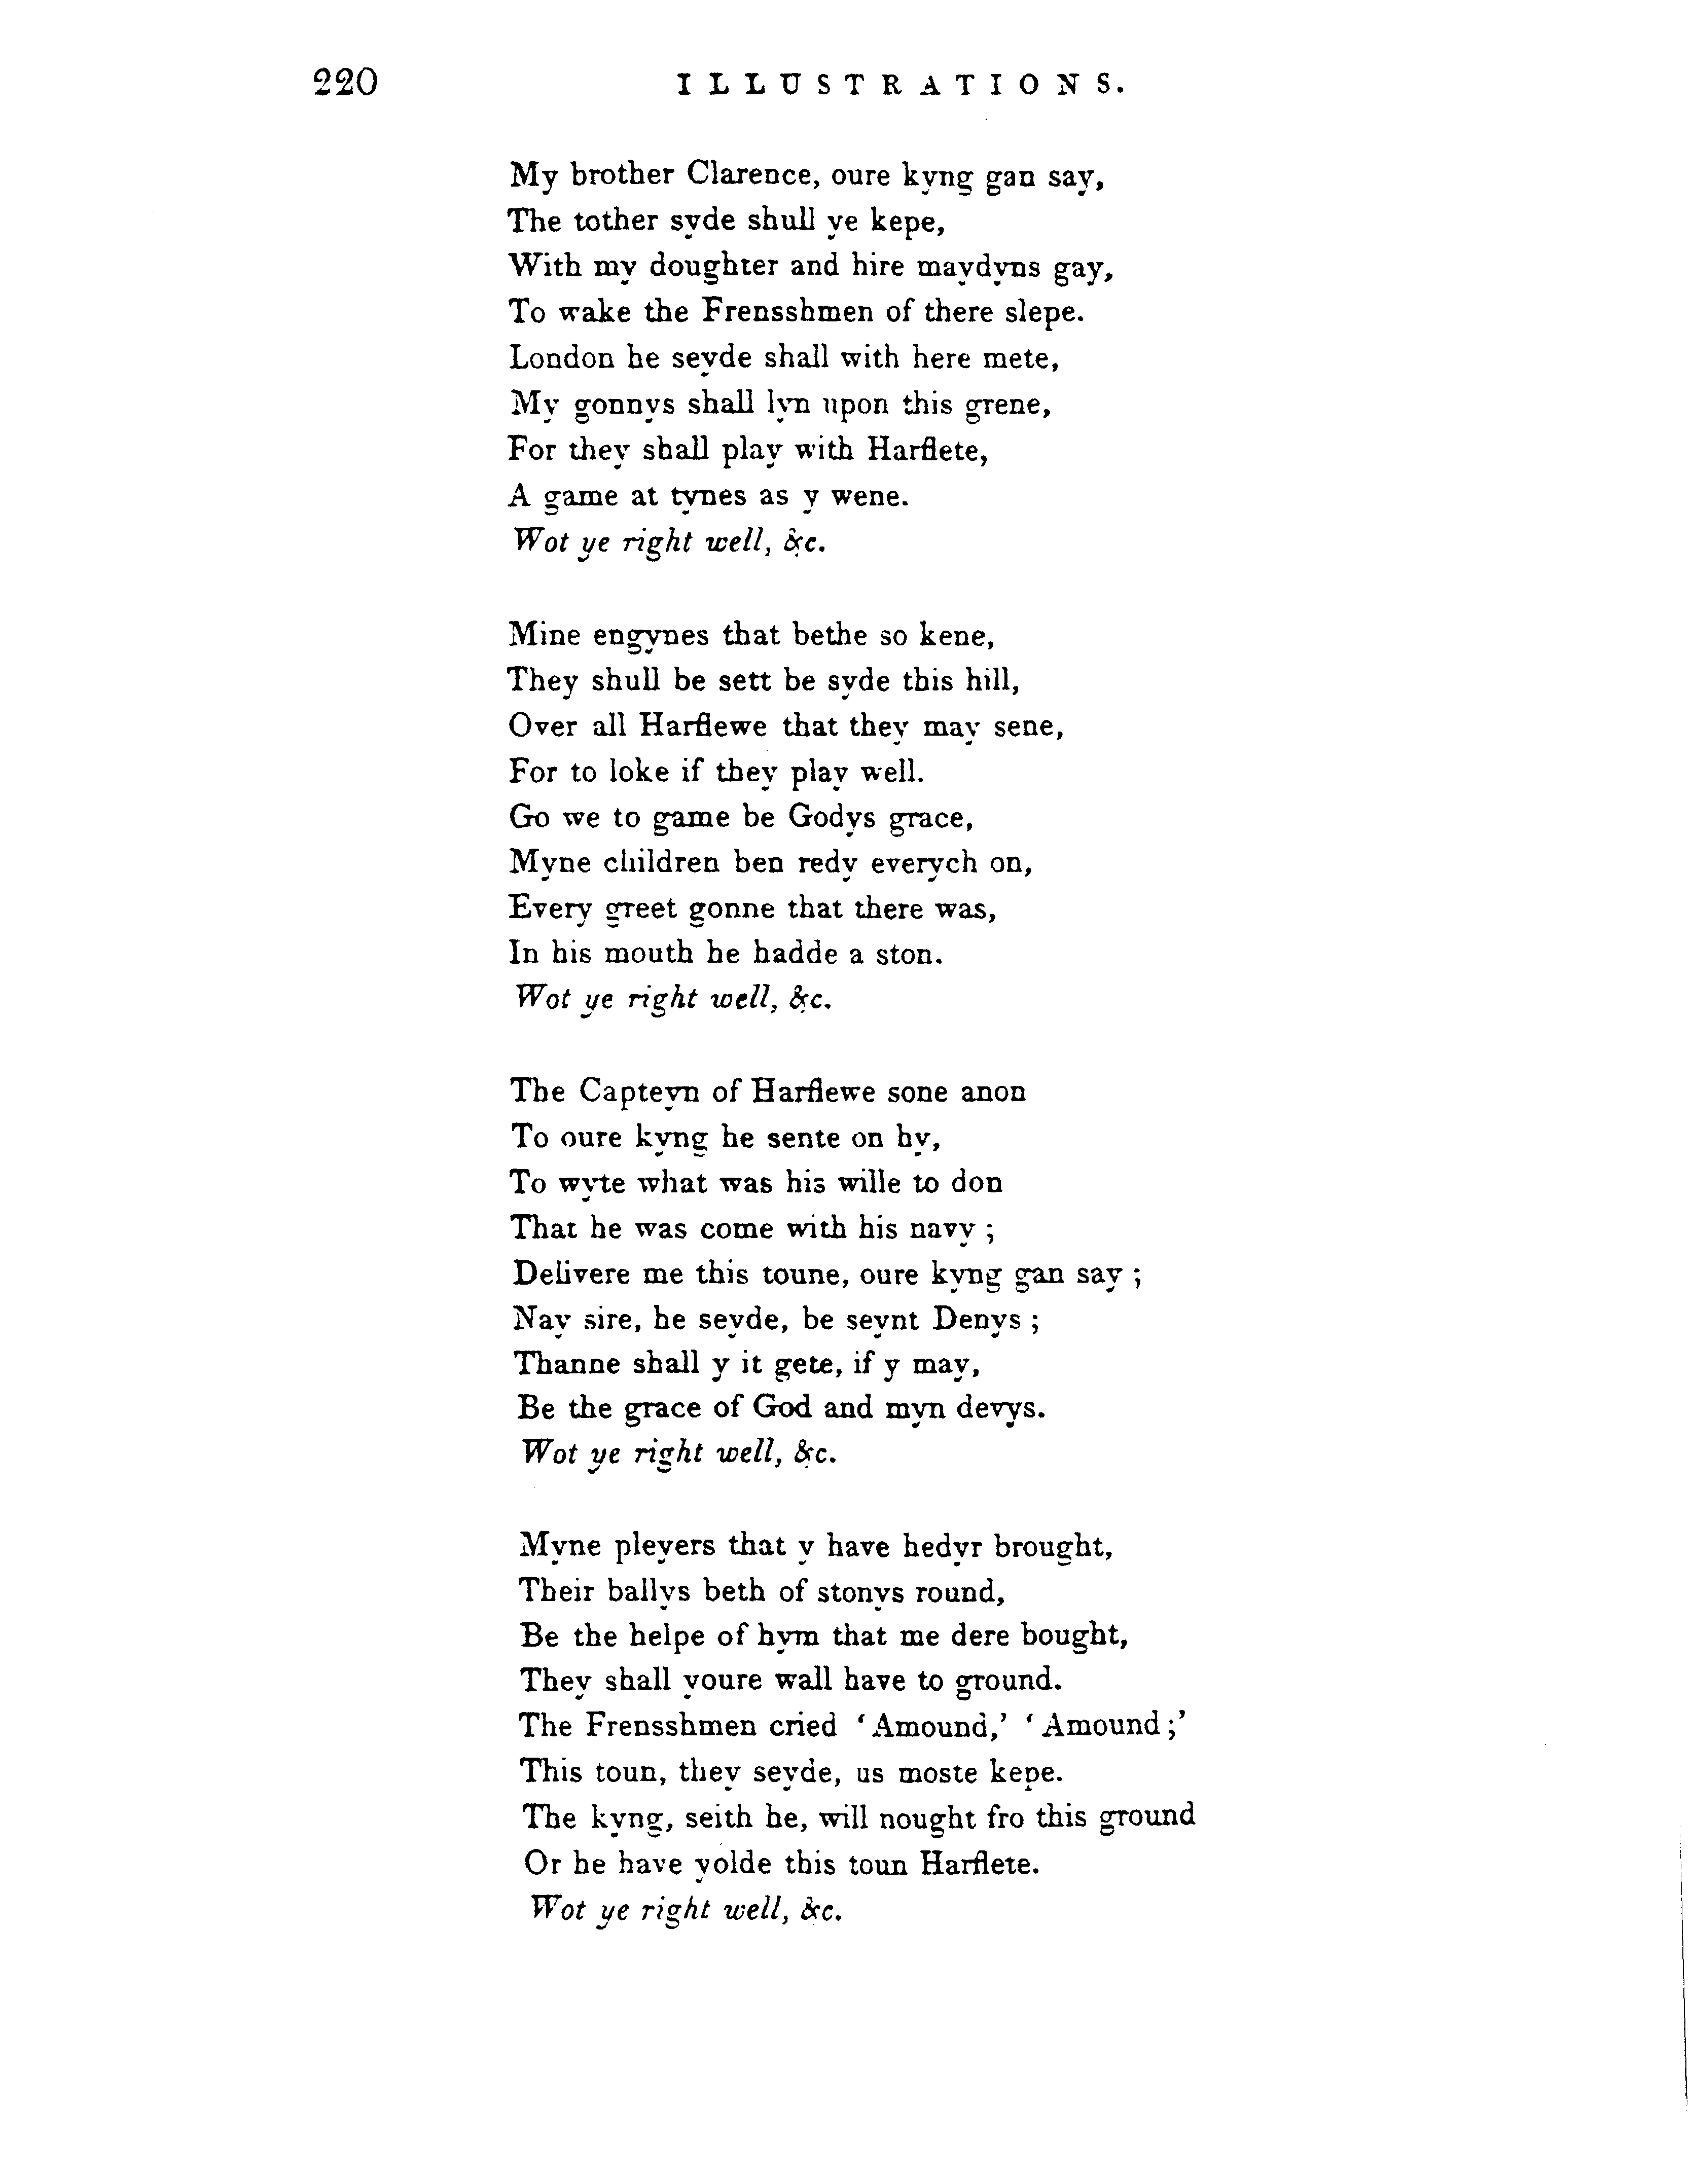 220 ILLUSTRATIONS.
My brother Clarence, oure kyng gan say,
The tother syde shull ye kepe,
With my doughter and hire maydyns gay,
To wake the Frensshmen of there slepe.
London he seyde shall with here mete,
My gonnys shall lyn upon this grene,
For they shall play with Harflete,
A game at tynes as y wene.
Wot ye right well, &c.
Mine engynes that bethe so kene,
They shull be sett be syde this hill,
Over all Harflewe that they may sene,
For to loke if they play well.
Go we to game be Godys grace,
Myne children ben redy everych on,
Every greet gonne that there was,
In his mouth he hadde a ston.
Wot ye right well, &c.
The Capteyn of Harflewe sone anon
To oure kyng he sente on hy,
To wyte what was his wille to don
That he was come with his navy ;
Delivere me this toune, oure kyng gan say ;
Nay sire, he seyde, be seynt Denys ;
Thanne shall y it gete, if y may,
Be the grace of God and myn devys.
Wot ye right well, &c.
Myne pleyers that y have hedyr brought,
Their ballys beth of stonys round,
Be the helpe of hym that me dere bought,
They shall youre wall have to ground.
The Frensshmen cried ‘Amound,’ ‘Amound ;’
This toun, they seyde, us moste kepe.
The kyng, seith he, will nought fro this ground
Or he have yolde this toun Harflete.
Wot ye right well, &c.